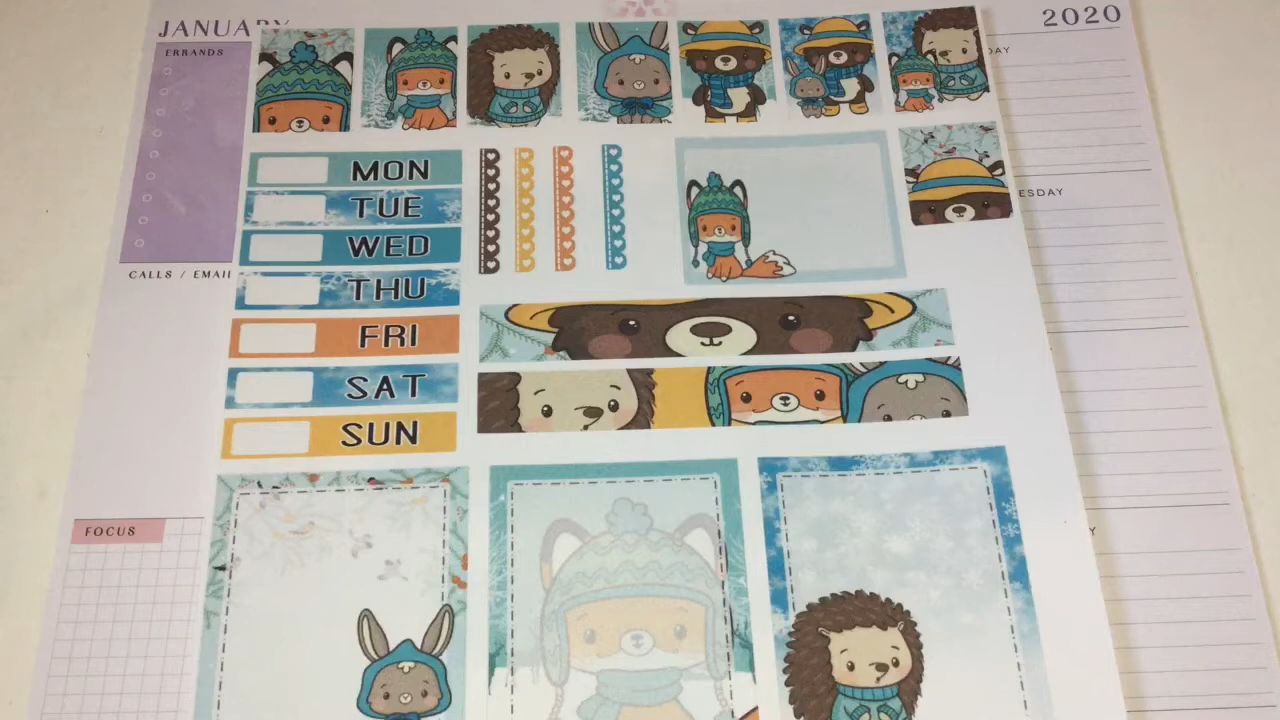 JANUARY
2020
ERRANDS
DAY
MON
TUE
ESDAY
WED
CALLS / EMAIL
THU
FRI
SAT
SUN
FOCUS
Y